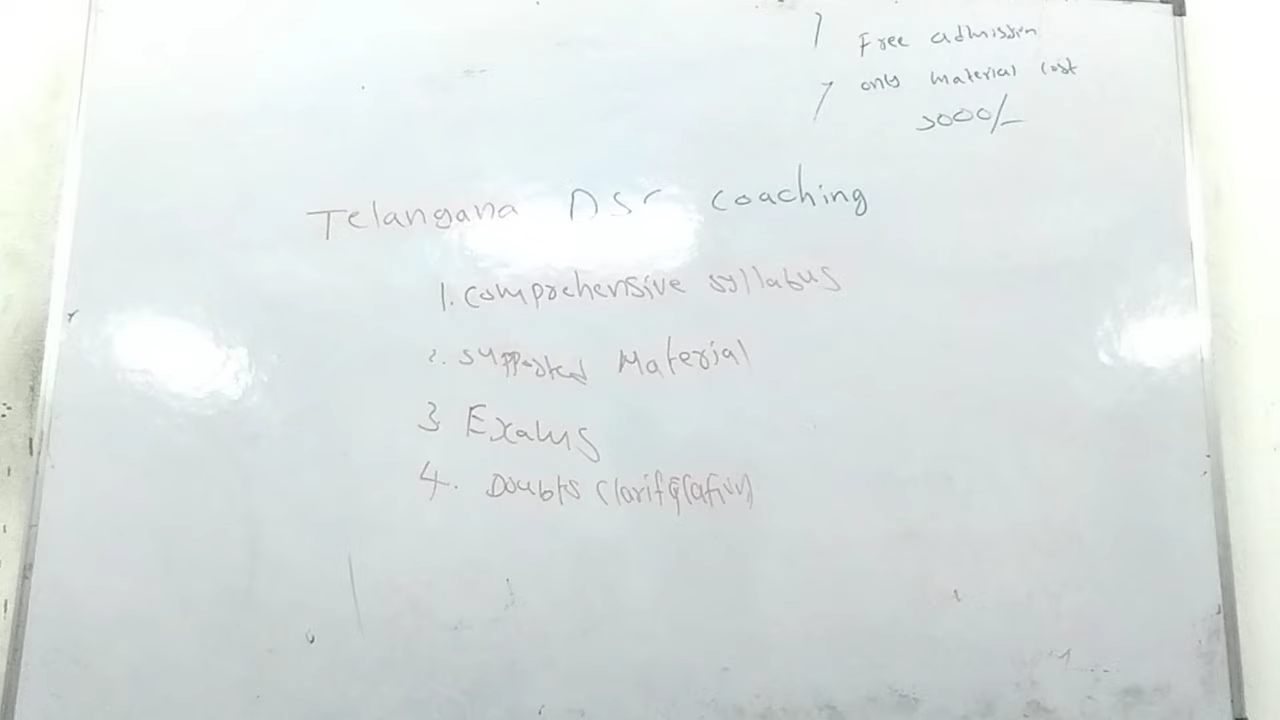 Free admission
only material cost
3000/-
Telangana DSC coaching
1. comprehensive syllabus
2. supported Material
3 Exams
4. Doubts clarification